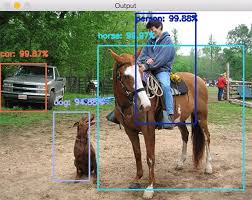 Output
person: 99.88%
horse: 99.97%
car: 99.87%
dog: 94.88%